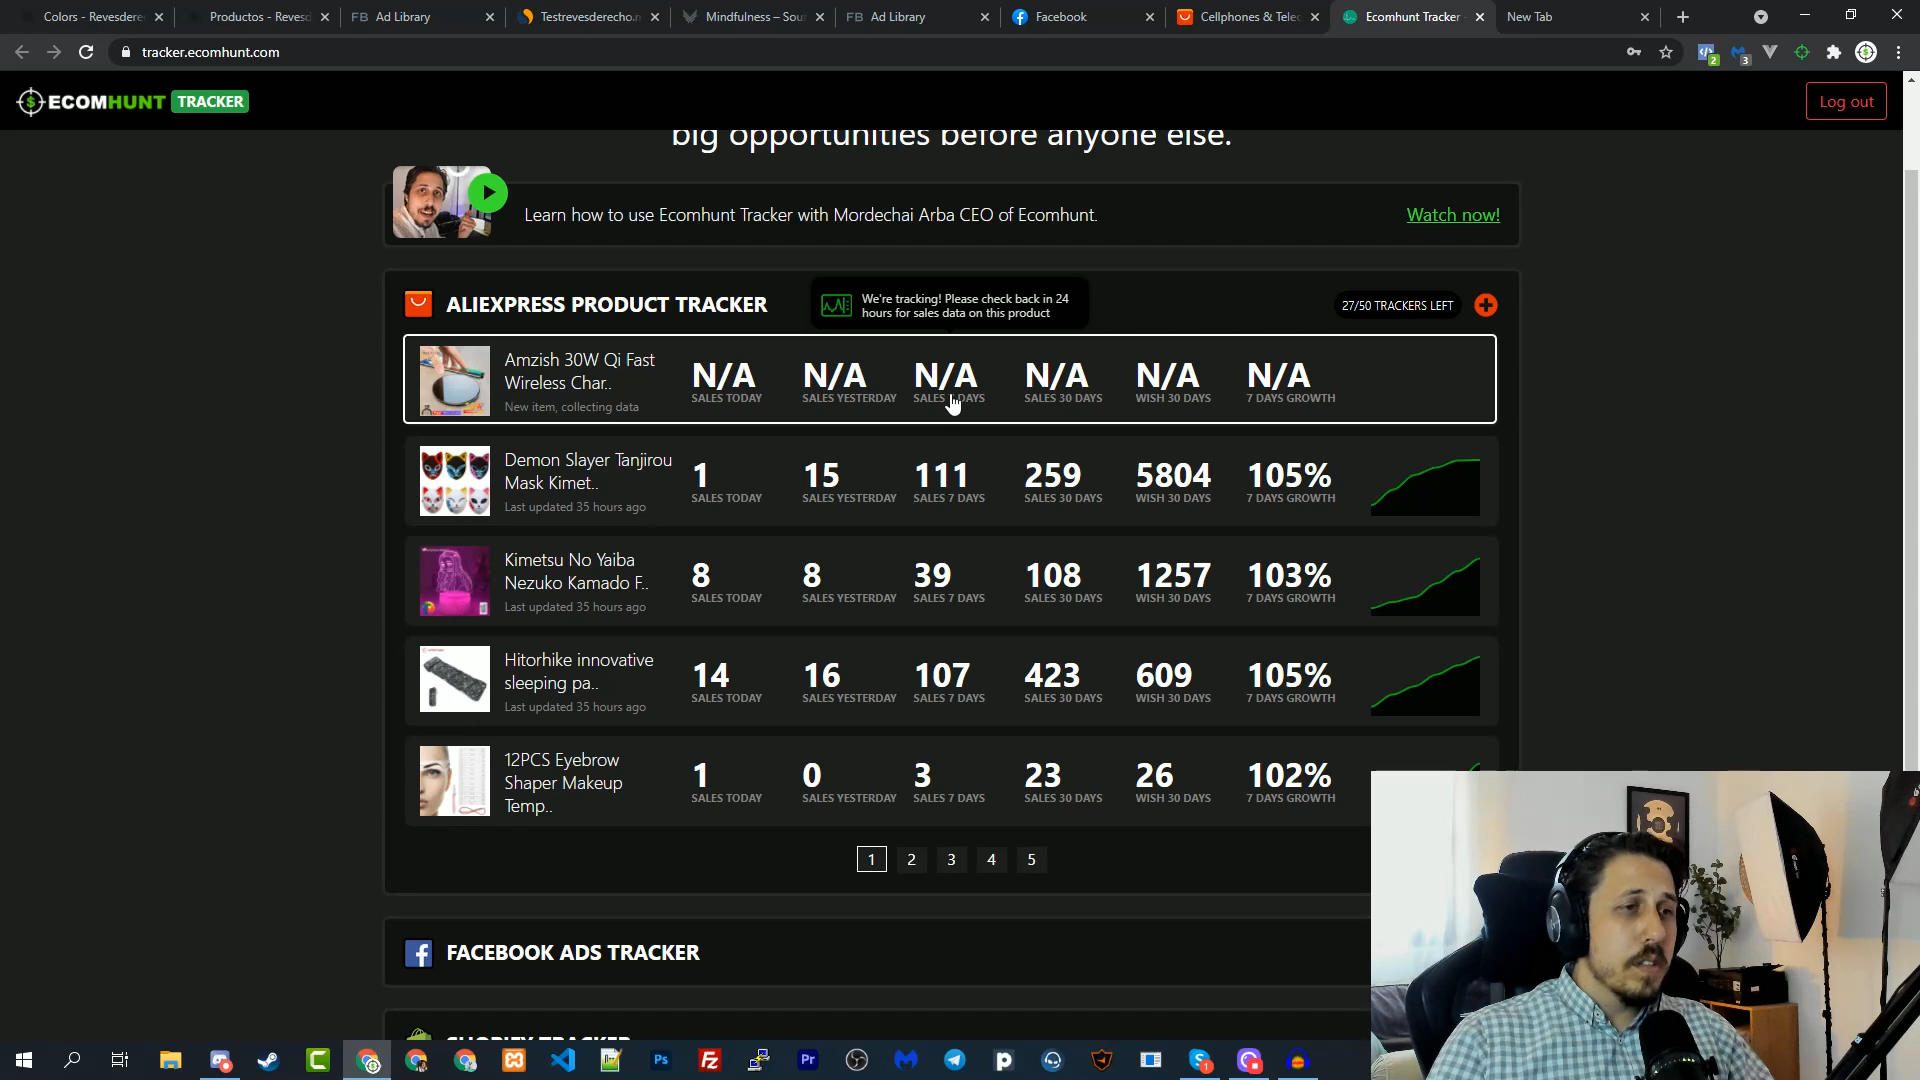 Colors - Revesdere
Productos - Revesd
FB Ad Library
Testrevesderecho.n
Mindfulness – Sou
FB Ad Library
Facebook
Cellphones & Telec
Ecomhunt Tracker
New Tab
tracker.ecomhunt.com
2
3
ECOMHUNT TRACKER
Log out
big opportunities before anyone else.
Learn how to use Ecomhunt Tracker with Mordechai Arba CEO of Ecomhunt.
Watch now!
ALIEXPRESS PRODUCT TRACKER
We're tracking! Please check back in 24
hours for sales data on this product
27/50 TRACKERS LEFT
Amzish 30W Qi Fast
Wireless Char..
New item, collecting data
N/A N/A N/A N/A N/A N/A
SALES TODAY SALES YESTERDAY SALES 7 DAYS SALES 30 DAYS WISH 30 DAYS 7 DAYS GROWTH
Demon Slayer Tanjirou
Mask Kimet..
Last updated 35 hours ago
1 15 111 259 5804 105%
SALES TODAY SALES YESTERDAY SALES 7 DAYS SALES 30 DAYS WISH 30 DAYS 7 DAYS GROWTH
Kimetsu No Yaiba
Nezuko Kamado F..
Last updated 35 hours ago
8 8 39 108 1257 103%
SALES TODAY SALES YESTERDAY SALES 7 DAYS SALES 30 DAYS WISH 30 DAYS 7 DAYS GROWTH
Hitorhike innovative
sleeping pa..
Last updated 35 hours ago
14 16 107 423 609 105%
SALES TODAY SALES YESTERDAY SALES 7 DAYS SALES 30 DAYS WISH 30 DAYS 7 DAYS GROWTH
12PCS Eyebrow
Shaper Makeup
Temp..
1 0 3 23 26 102%
SALES TODAY SALES YESTERDAY SALES 7 DAYS SALES 30 DAYS WISH 30 DAYS 7 DAYS GROWTH
1 2 3 4 5
FACEBOOK ADS TRACKER
SHOPIFY TRACKER
Ps
Fz
Pr